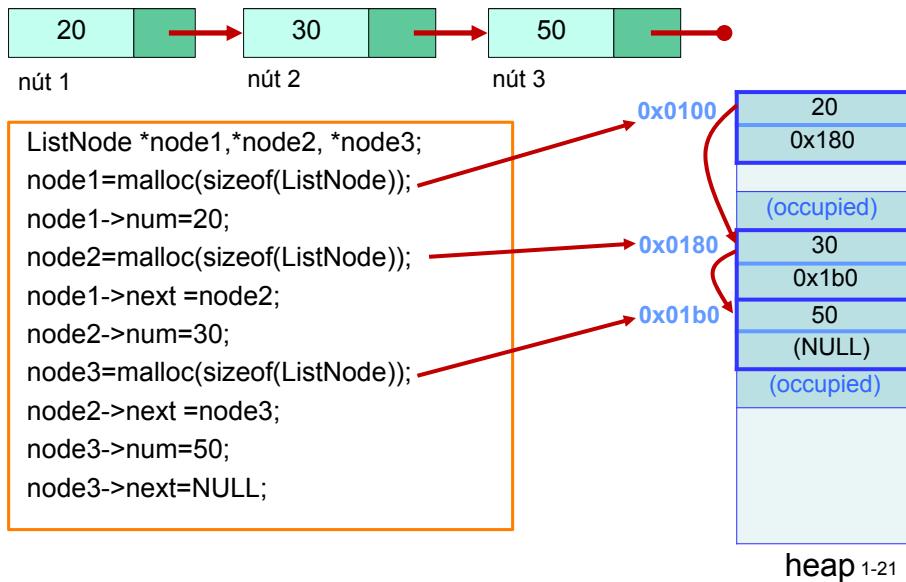 20 30 50
nút 1 nút 2 nút 3
ListNode *node1,*node2, *node3;
node1=malloc(sizeof(ListNode));
node1->num=20;
node2=malloc(sizeof(ListNode));
node1->next =node2;
node2->num=30;
node3=malloc(sizeof(ListNode));
node2->next =node3;
node3->num=50;
node3->next=NULL;
0x0100
0x0180
0x01b0
20
0x180
(occupied)
30
0x1b0
50
(NULL)
(occupied)
heap 1-21